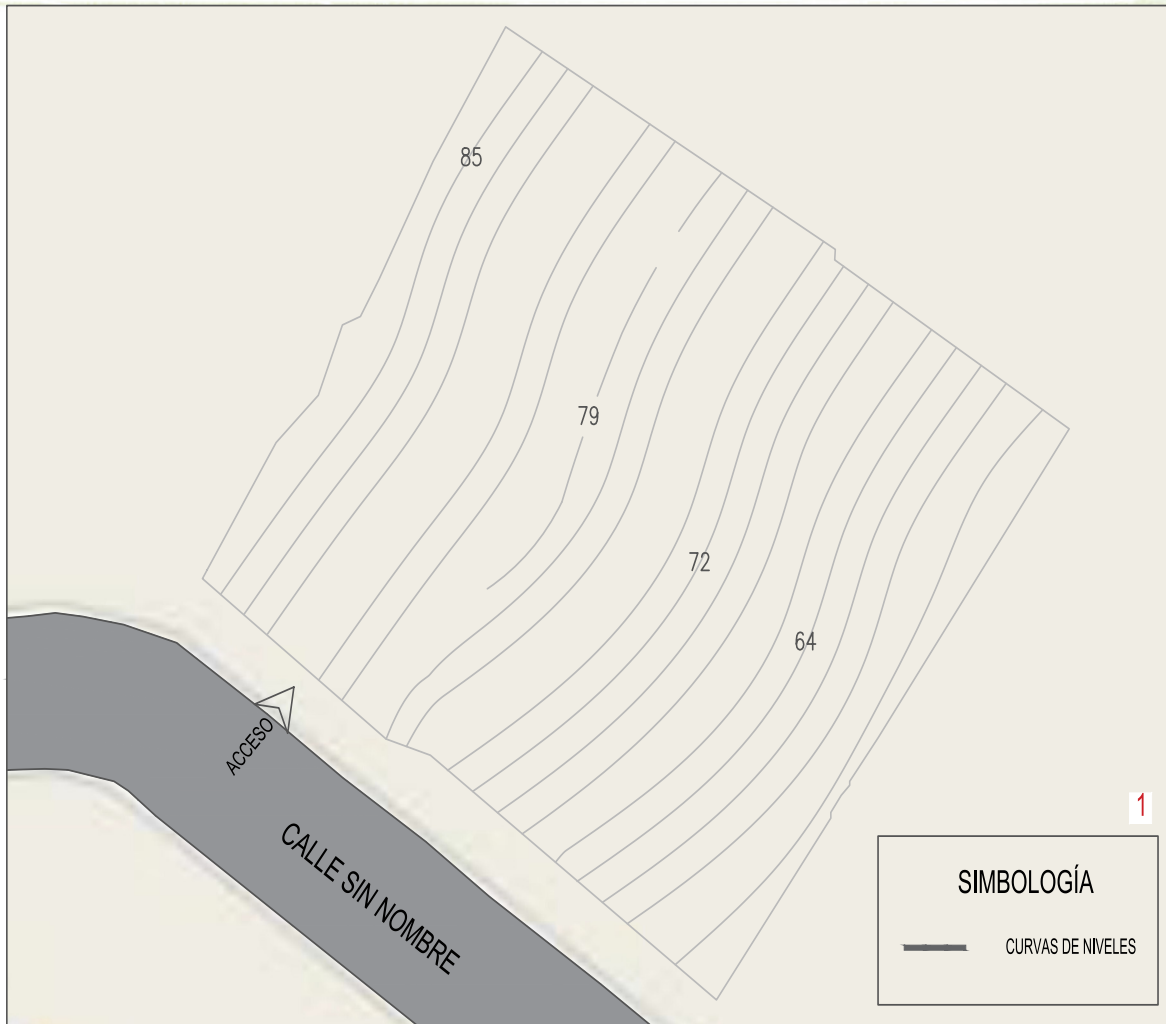 85
79
72
64
ACCESO
CALLE SIN NOMBRE
1
SIMBOLOGÍA
CURVAS DE NIVELES